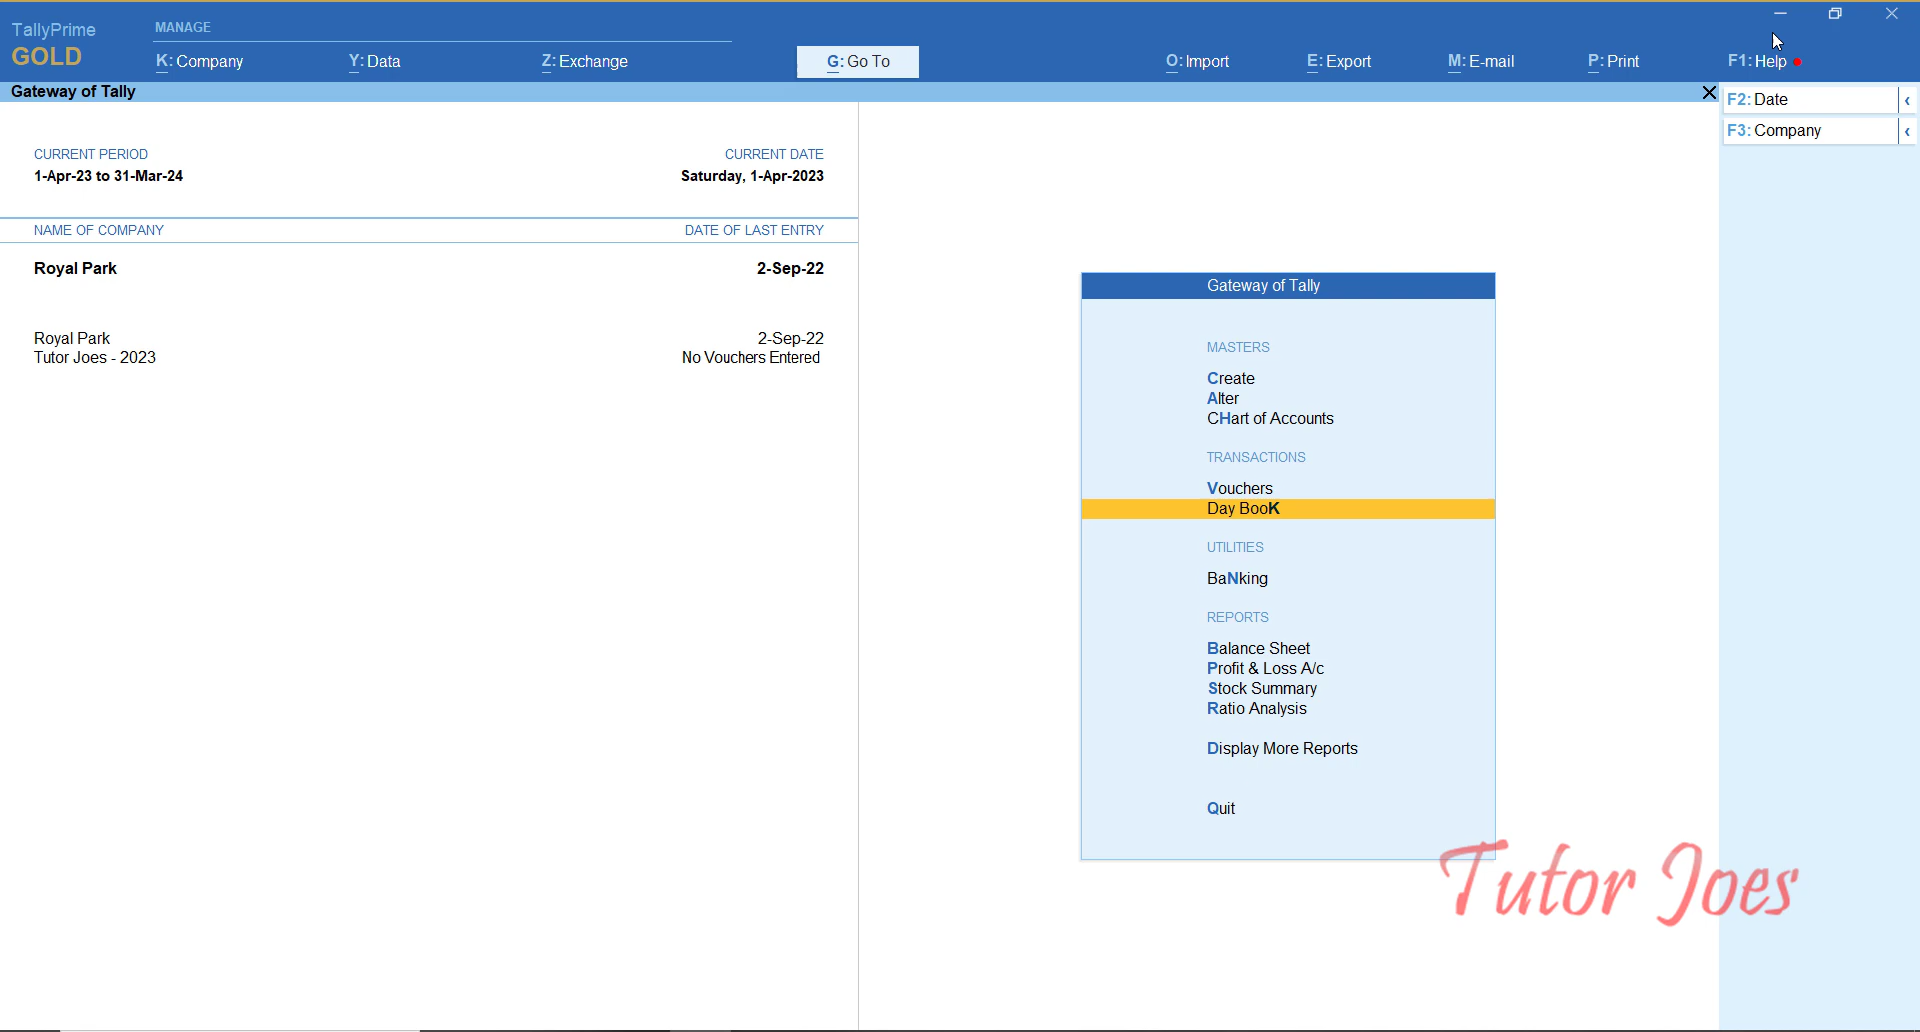 TallyPrime
GOLD
MANAGE
K: Company Y: Data Z: Exchange G: Go To O: Import E: Export M: E-mail P: Print F1: Help
Gateway of Tally
F2: Date
F3: Company
CURRENT PERIOD CURRENT DATE
1-Apr-23 to 31-Mar-24 Saturday, 1-Apr-2023
NAME OF COMPANY DATE OF LAST ENTRY
Royal Park 2-Sep-22
Royal Park 2-Sep-22
Tutor Joes - 2023 No Vouchers Entered
Gateway of Tally
MASTERS
Create
Alter
CHart of Accounts
TRANSACTIONS
Vouchers
Day BooK
UTILITIES
BaNking
REPORTS
Balance Sheet
Profit & Loss A/c
Stock Summary
Ratio Analysis
Display More Reports
Quit
Tutor Joes